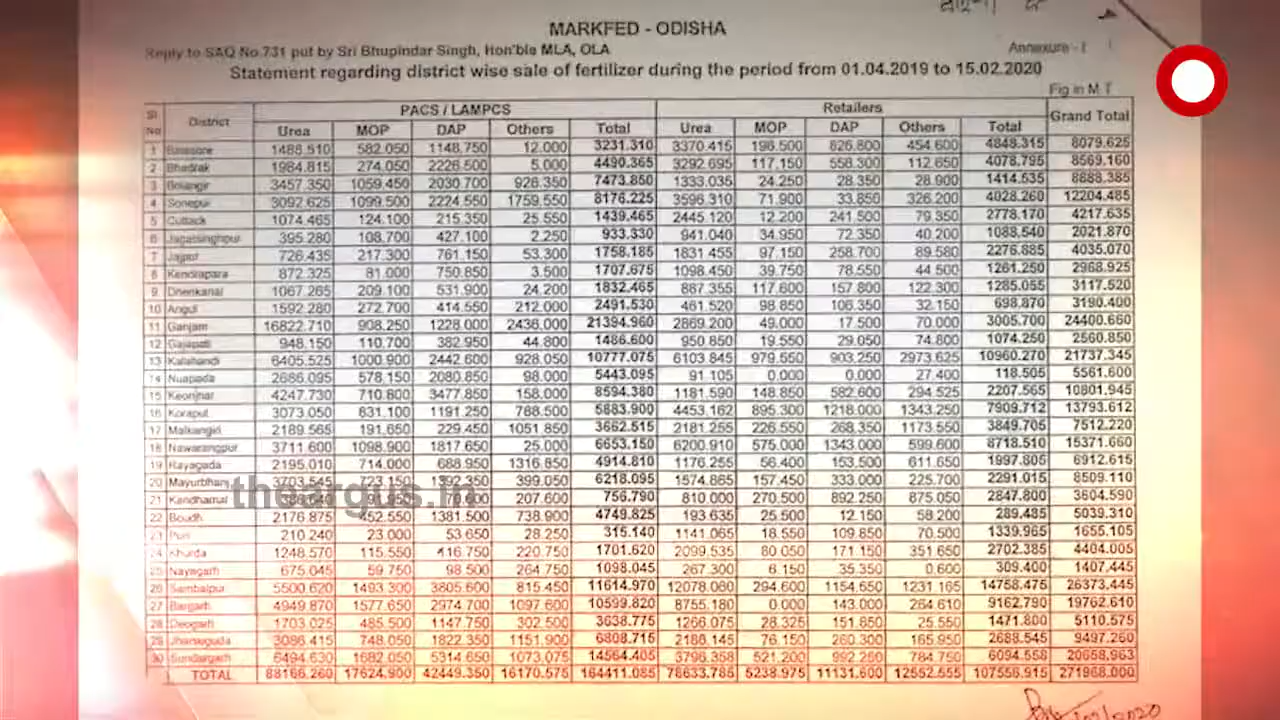 MARKFED - ODISHA
Reply to SAQ No.731 put by Sri Bhupindar Singh, Hon'ble MLA, OLA
Annexure - I
Statement regarding district wise sale of fertilizer during the period from 01.04.2019 to 15.02.2020
Fig in M.T
Sl No District PACS / LAMPCS Retailers Grand Total
Urea MOP DAP Others Total Urea MOP DAP Others Total
1 Balasore 1488.510 582.050 1148.750 12.000 3231.310 3370.415 196.500 826.800 454.600 4848.315 8079.625
2 Bhadrak 1984.815 274.050 2226.500 5.000 4490.365 3292.695 117.150 556.300 112.650 4078.795 8569.160
3 Bolangir 3457.350 1059.450 2030.700 926.350 7473.850 1333.035 24.250 28.350 28.900 1414.535 8888.385
4 Sonepur 3092.625 1099.500 2224.550 1759.550 8176.225 3596.310 71.900 33.850 326.200 4028.260 12204.485
5 Cuttack 1074.465 124.100 215.350 25.550 1439.465 2445.120 12.200 241.500 79.350 2778.170 4217.635
6 Jagatsinghpur 395.280 108.700 427.100 2.250 933.330 941.040 34.950 72.350 40.200 1088.540 2021.870
7 Jajpur 726.435 217.300 761.150 53.300 1758.185 1831.455 97.150 258.700 89.580 2276.885 4035.070
8 Kendrapara 872.325 81.000 750.850 3.500 1707.675 1098.450 39.750 78.550 44.500 1261.250 2968.925
9 Dhenkanal 1067.265 209.100 531.900 24.200 1832.465 887.355 117.600 157.800 122.300 1285.055 3117.520
10 Angul 1592.280 272.700 414.550 212.000 2491.530 461.520 98.850 106.350 32.150 698.870 3190.400
11 Ganjam 16822.710 908.250 1228.000 2436.000 21394.960 2869.200 49.000 17.500 70.000 3005.700 24400.660
12 Gajapati 948.150 110.700 382.950 44.800 1486.600 950.850 19.550 29.050 74.800 1074.250 2560.850
13 Kalahandi 6405.525 1000.900 2442.600 928.050 10777.075 6103.845 979.550 903.250 2973.625 10960.270 21737.345
14 Nuapada 2686.095 578.150 2080.850 98.000 5443.095 91.105 0.000 0.000 27.400 118.505 5561.600
15 Keonjhar 4247.730 710.800 3477.850 158.000 8594.380 1181.590 148.850 582.600 294.525 2207.565 10801.945
16 Koraput 3073.050 831.100 1191.250 788.500 5883.900 4453.162 895.300 1218.000 1343.250 7909.712 13793.612
17 Malkangiri 2189.565 191.650 229.450 1051.850 3662.515 2181.255 226.550 268.350 1173.550 3849.705 7512.220
18 Nawarangpur 3711.600 1098.900 1817.650 25.000 6653.150 6200.910 575.000 1343.000 599.600 8718.510 15371.660
19 Rayagada 2195.010 714.000 688.950 1316.850 4914.810 1176.255 56.400 153.500 611.650 1997.805 6912.615
20 Mayurbhanj 3703.545 723.150 1392.350 399.050 6218.095 1574.865 157.450 333.000 225.700 2291.015 8509.110
21 Kandhamal 207.600 756.790 810.000 270.500 892.250 875.050 2847.800 3604.590
22 Boudh 2176.875 452.550 1381.500 738.900 4749.825 193.635 25.500 12.150 58.200 289.485 5039.310
23 Puri 210.240 23.000 53.650 28.250 315.140 1141.065 18.550 109.850 70.500 1339.965 1655.105
24 Khurda 1248.570 115.550 116.750 220.750 1701.620 2099.535 80.050 171.150 351.650 2702.385 4404.005
25 Nayagarh 675.045 59.750 98.500 264.750 1098.045 267.300 6.150 35.350 0.600 309.400 1407.445
26 Sambalpur 5500.620 1493.300 3805.600 815.450 11614.970 12078.080 294.600 1154.650 1231.165 14758.475 26373.445
27 Bargarh 4949.870 1577.650 2974.700 1097.600 10599.820 8755.180 0.000 143.000 264.610 9162.790 19762.610
28 Deogarh 1703.025 485.500 1147.750 302.500 3638.775 1266.075 28.325 151.850 25.550 1471.800 5110.575
29 Jharsuguda 3086.415 748.050 1822.350 1151.900 6808.715 2186.145 76.150 260.300 165.950 2688.545 9497.260
30 Sundargarh 6494.630 1682.050 5314.650 1073.075 14564.405 3796.358 521.200 992.250 784.750 6094.558 20658.963
TOTAL 88166.260 17624.900 42449.350 16170.575 164411.085 78633.785 5238.975 11131.600 12552.555 107556.915 271968.000
theargus.in